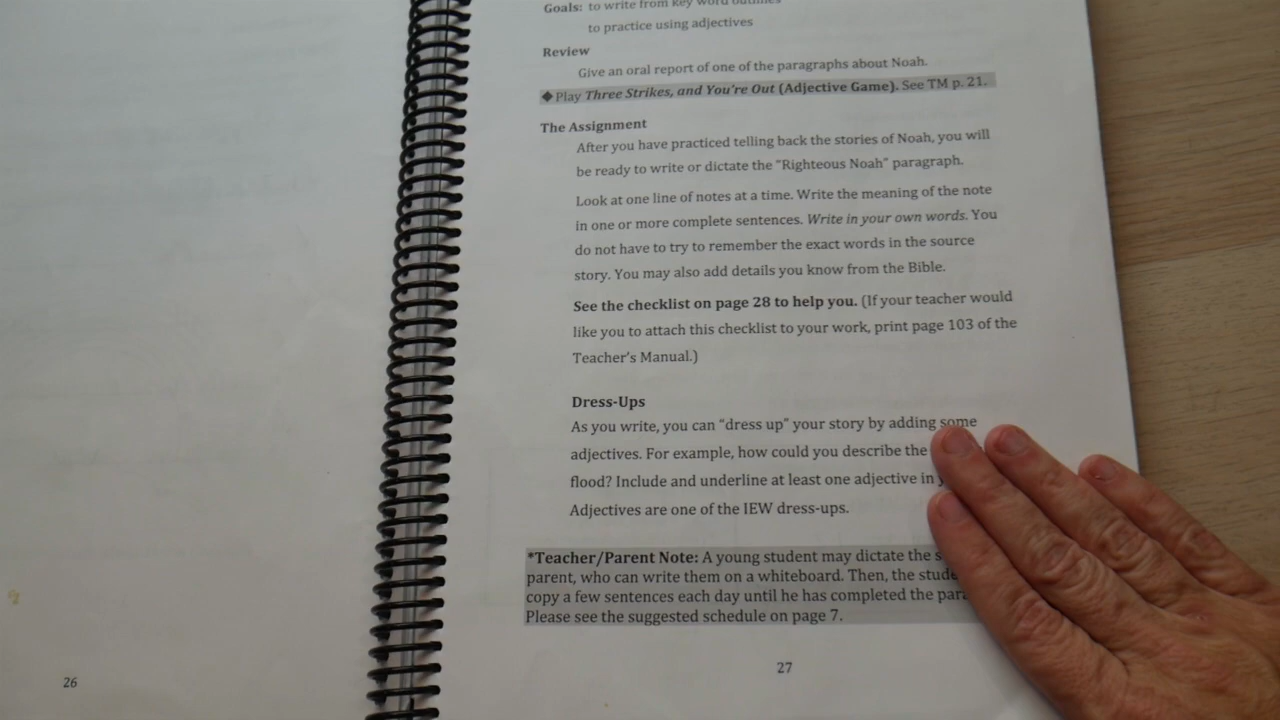 Goals: to write from key word outlines
to practice using adjectives
Review
Give an oral report of one of the paragraphs about Noah.
◆ Play Three Strikes, and You're Out (Adjective Game). See TM p. 21.
The Assignment
After you have practiced telling back the stories of Noah, you will
be ready to write or dictate the "Righteous Noah" paragraph.
Look at one line of notes at a time. Write the meaning of the note
in one or more complete sentences. Write in your own words. You
do not have to try to remember the exact words in the source
story. You may also add details you know from the Bible.
See the checklist on page 28 to help you. (If your teacher would
like you to attach this checklist to your work, print page 103 of the
Teacher's Manual.)
Dress-Ups
As you write, you can "dress up" your story by adding some
adjectives. For example, how could you describe the
flood? Include and underline at least one adjective in
Adjectives are one of the IEW dress-ups.
*Teacher/Parent Note: A young student may dictate the
parent, who can write them on a whiteboard. Then, the
copy a few sentences each day until he has completed the
Please see the suggested schedule on page 7.
26
27